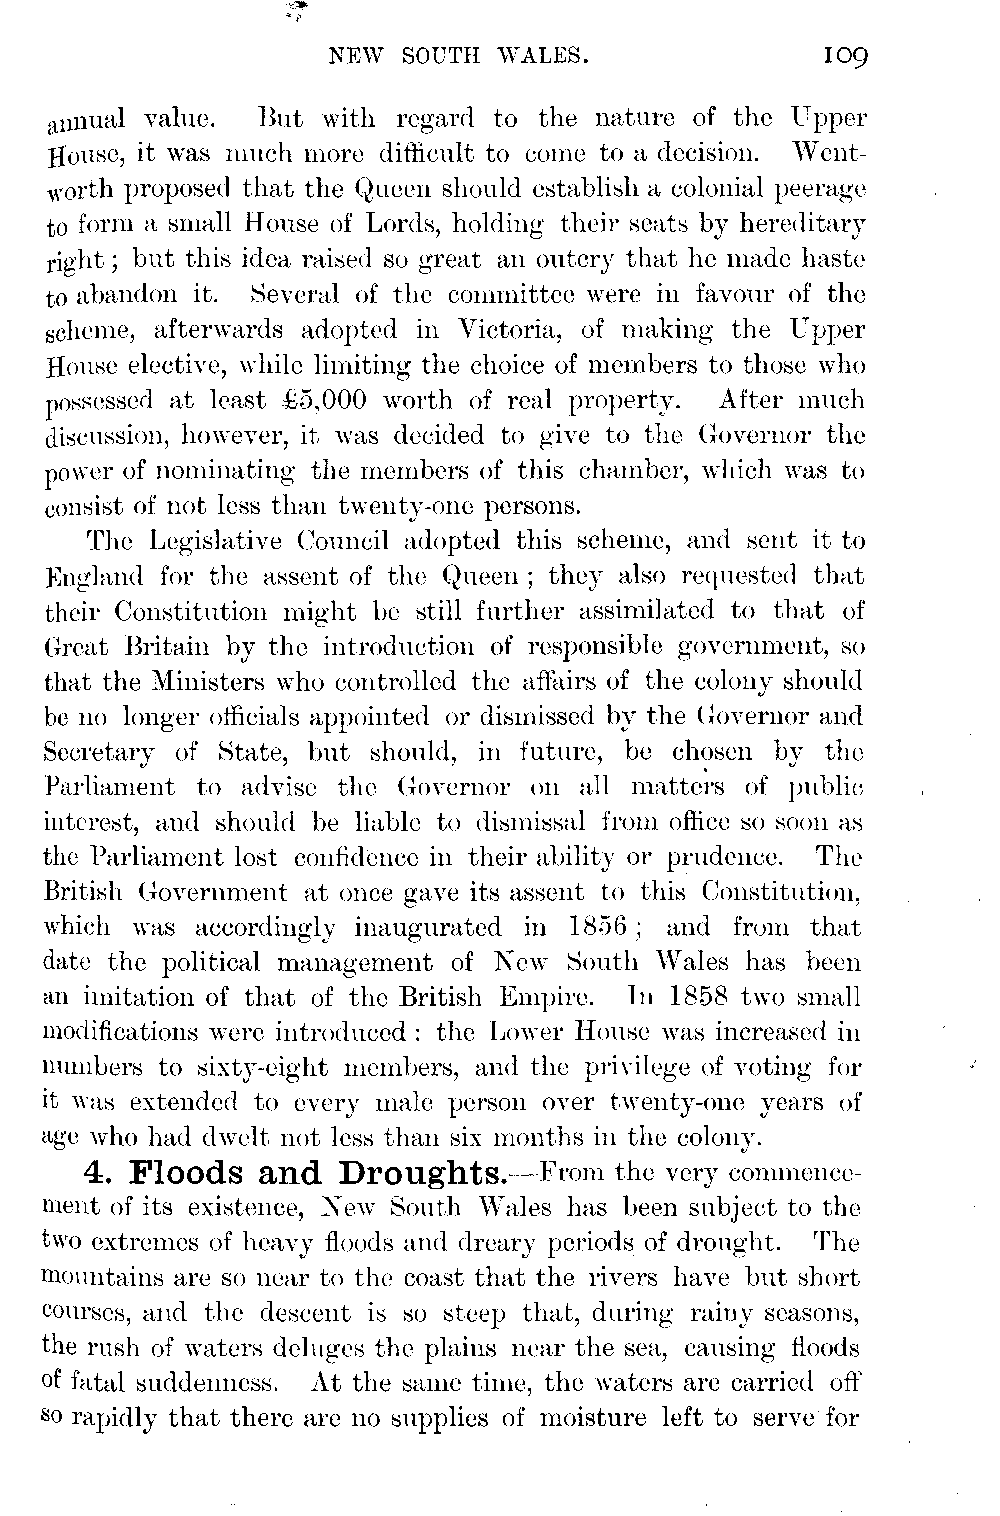 NEW SOUTH WALES. 109
annual value. But with regard to the nature of the Upper
House, it was much more difficult to come to a decision. Went-
worth proposed that the Queen should establish a colonial peerage
to form a small House of Lords, holding their seats by hereditary
right; but this idea raised so great an outcry that he made haste
to abandon it. Several of the committee were in favour of the
scheme, afterwards adopted in Victoria, of making the Upper
House elective, while limiting the choice of members to those who
possessed at least £5,000 worth of real property. After much
discussion, however, it was decided to give to the Governor the
power of nominating the members of this chamber, which was to
consist of not less than twenty-one persons.
The Legislative Council adopted this scheme, and sent it to
England for the assent of the Queen; they also requested that
their Constitution might be still further assimilated to that of
Great Britain by the introduction of responsible government, so
that the Ministers who controlled the affairs of the colony should
be no longer officials appointed or dismissed by the Governor and
Secretary of State, but should, in future, be chosen by the
Parliament to advise the Governor on all matters of public
interest, and should be liable to dismissal from office so soon as
the Parliament lost confidence in their ability or prudence. The
British Government at once gave its assent to this Constitution,
which was accordingly inaugurated in 1856; and from that
date the political management of New South Wales has been
an imitation of that of the British Empire. In 1858 two small
modifications were introduced: the Lower House was increased in
numbers to sixty-eight members, and the privilege of voting for
it was extended to every male person over twenty-one years of
age who had dwelt not less than six months in the colony.
4. Floods and Droughts.—From the very commence-
ment of its existence, New South Wales has been subject to the
two extremes of heavy floods and dreary periods of drought. The
mountains are so near to the coast that the rivers have but short
courses, and the descent is so steep that, during rainy seasons,
the rush of waters deluges the plains near the sea, causing floods
of fatal suddenness. At the same time, the waters are carried off
so rapidly that there are no supplies of moisture left to serve for